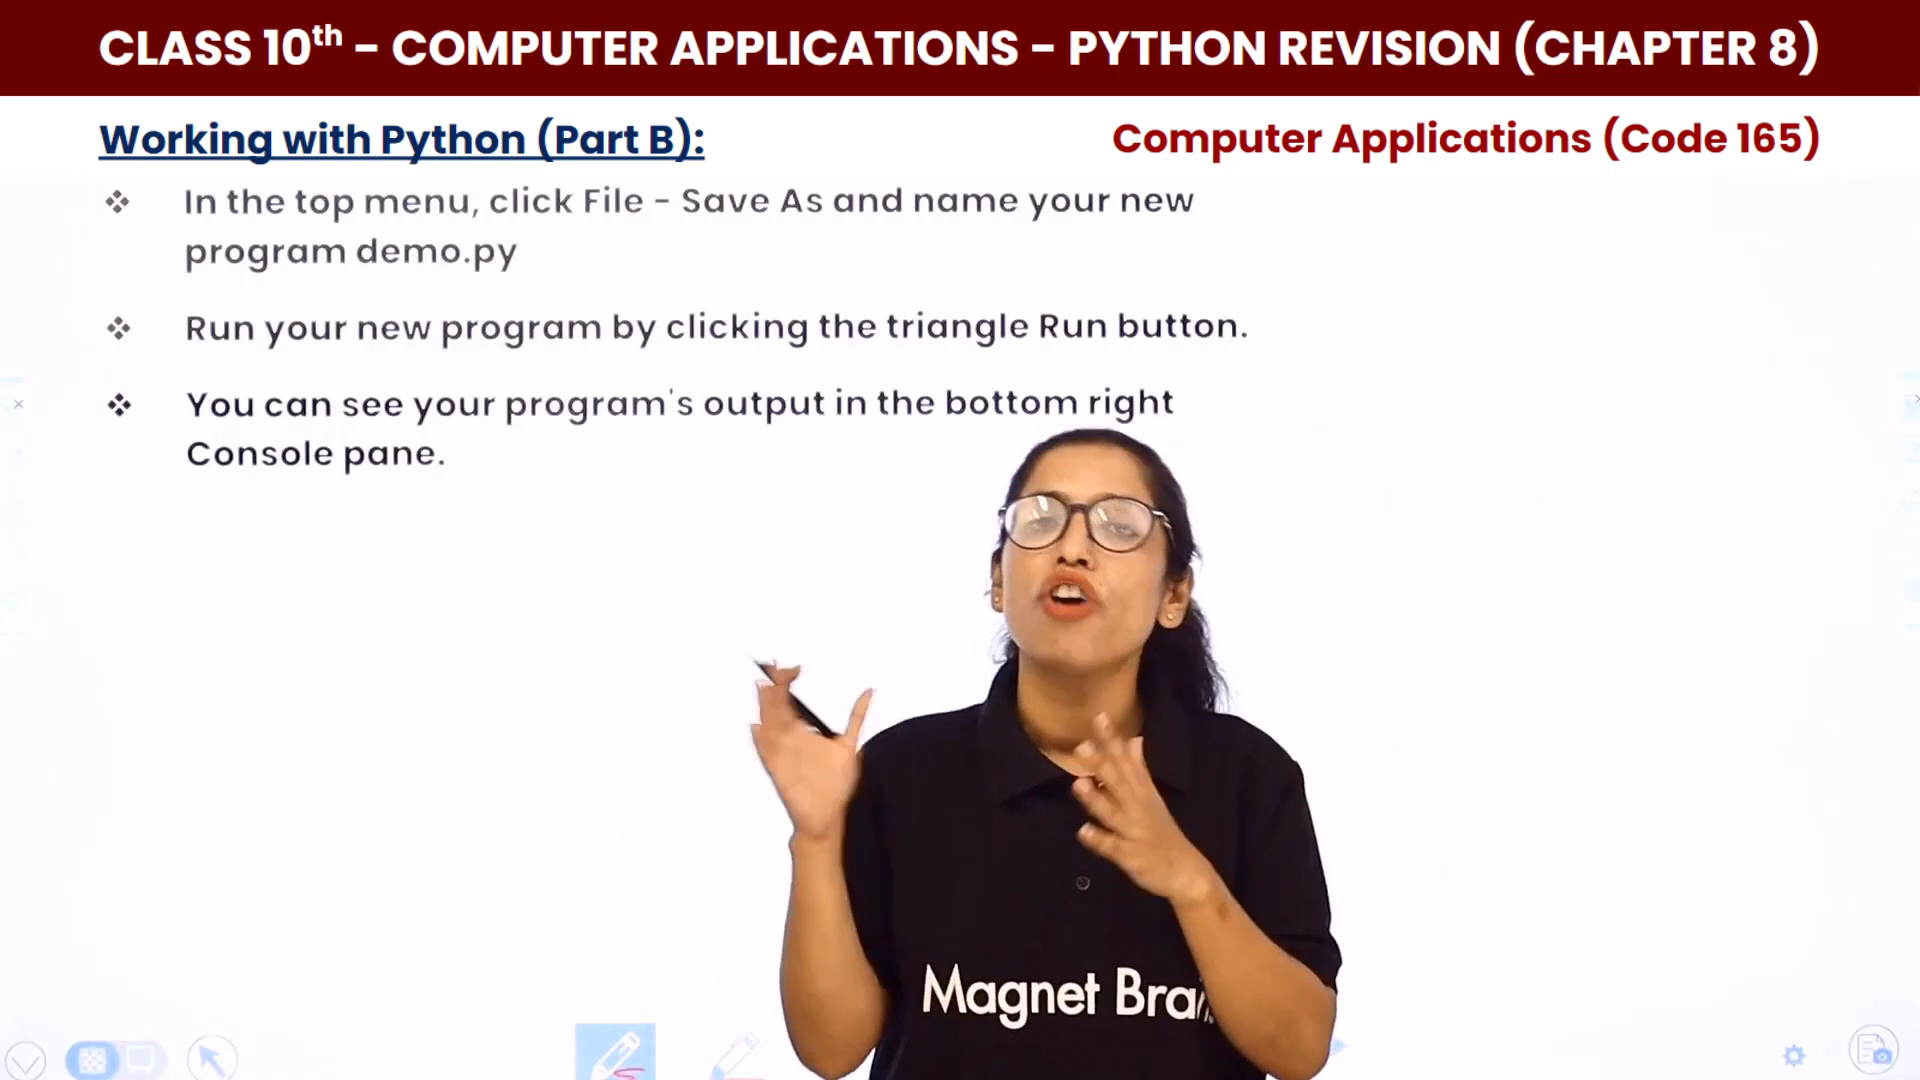 CLASS 10th – COMPUTER APPLICATIONS – PYTHON REVISION (CHAPTER 8)
Working with Python (Part B):
Computer Applications (Code 165)
❖ In the top menu, click File - Save As and name your new
program demo.py
❖ Run your new program by clicking the triangle Run button.
❖ You can see your program's output in the bottom right
Console pane.
Magnet Bra